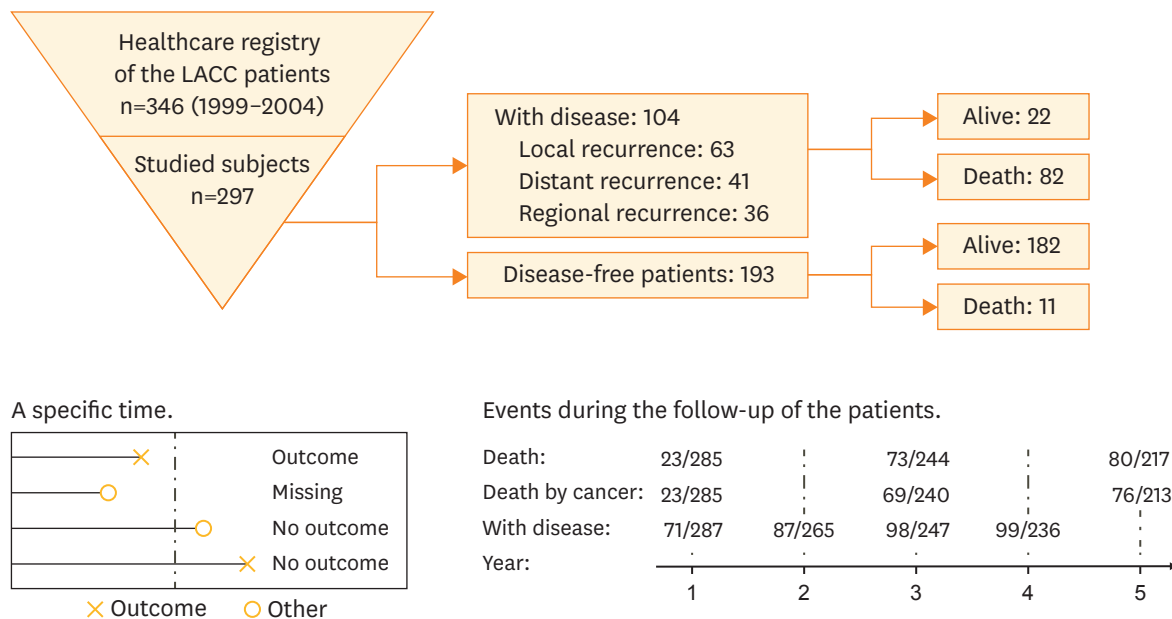 Healthcare registry
of the LACC patients
n=346 (1999–2004)
Studied subjects
n=297
With disease: 104
Local recurrence: 63
Distant recurrence: 41
Regional recurrence: 36
Disease-free patients: 193
Alive: 22
Death: 82
Alive: 182
Death: 11
A specific time.
Outcome
Missing
No outcome
No outcome
Outcome Other
Events during the follow-up of the patients.
Death: 23/285 73/244 80/217
Death by cancer: 23/285 69/240 76/213
With disease: 71/287 87/265 98/247 99/236
Year:
1 2 3 4 5